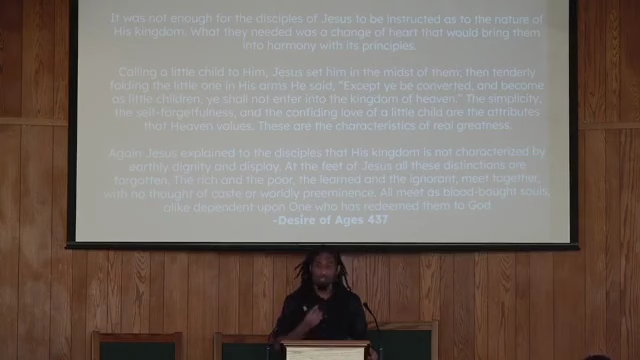 It was not enough for the disciples of Jesus to be instructed as to the nature of
His kingdom. What they needed was a change of heart that would bring them
into harmony with its principles.
Calling a little child to Him, Jesus set him in the midst of them; then tenderly
folding the little one in His arms He said, “Except ye be converted, and become
as little children, ye shall not enter into the kingdom of heaven.” The simplicity,
the self-forgetfulness, and the confiding love of a little child are the attributes
that Heaven values. These are the characteristics of real greatness.
Again Jesus explained to the disciples that His kingdom is not characterized by
earthly dignity and display. At the feet of Jesus all these distinctions are
forgotten. The rich and the poor, the learned and the ignorant, meet together,
with no thought of caste or worldly preeminence. All meet as blood-bought souls,
alike dependent upon One who has redeemed them to God.
-Desire of Ages 437